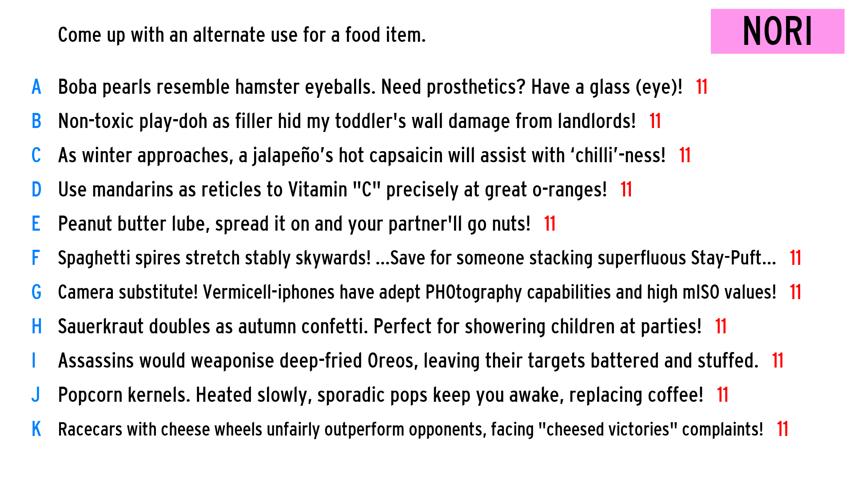 Come up with an alternate use for a food item.
NORI
A Boba pearls resemble hamster eyeballs. Need prosthetics? Have a glass (eye)! 11
B Non-toxic play-doh as filler hid my toddler's wall damage from landlords! 11
C As winter approaches, a jalapeño’s hot capsaicin will assist with ‘chilli’-ness! 11
D Use mandarins as reticles to Vitamin "C" precisely at great o-ranges! 11
E Peanut butter lube, spread it on and your partner'll go nuts! 11
F Spaghetti spires stretch stably skywards! ...Save for someone stacking superfluous Stay-Puft... 11
G Camera substitute! Vermicell-iphones have adept PHOtography capabilities and high mISO values! 11
H Sauerkraut doubles as autumn confetti. Perfect for showering children at parties! 11
I Assassins would weaponise deep-fried Oreos, leaving their targets battered and stuffed. 11
J Popcorn kernels. Heated slowly, sporadic pops keep you awake, replacing coffee! 11
K Racecars with cheese wheels unfairly outperform opponents, facing "cheesed victories" complaints! 11